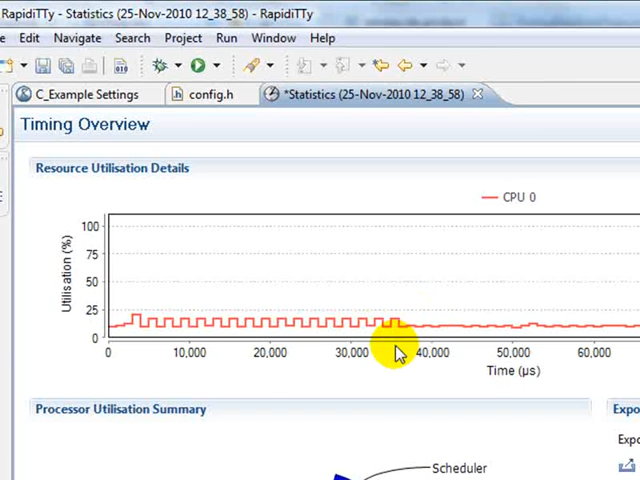 RapidiTTy - Statistics (25-Nov-2010 12_38_58) - RapidiTTy
Edit Navigate Search Project Run Window Help
C_Example Settings config.h *Statistics (25-Nov-2010 12_38_58)
Timing Overview
Resource Utilisation Details
CPU 0
100
75
50
25
0
Utilisation (%)
0 10,000 20,000 30,000 40,000 50,000 60,000
Time (µs)
Processor Utilisation Summary Expo
Expo
Scheduler